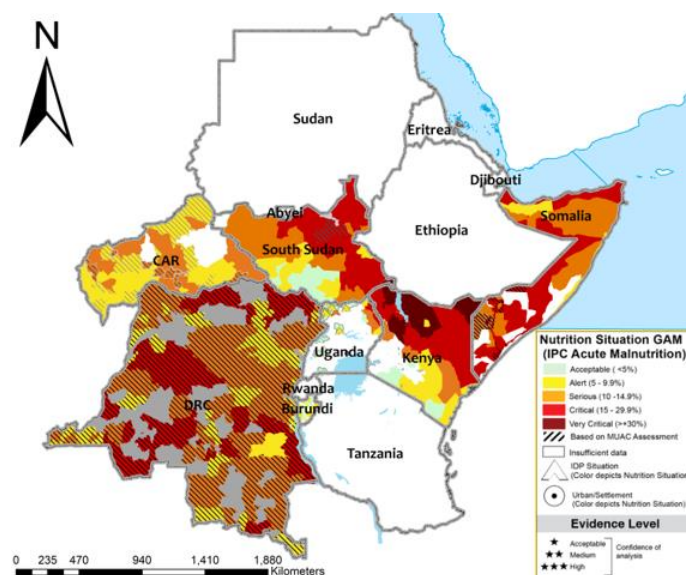 N
Sudan
Eritrea
Djibouti
Abyei
Ethiopia
Somalia
South Sudan
CAR
Uganda
Kenya
Rwanda
DRC
Burundi
Tanzania
Nutrition Situation GAM
(IPC Acute Malnutrition)
Acceptable (<5%)
Alert (5 - 9.9%)
Serious (10 -14.9%)
Critical (15 - 29.9%)
Very Critical (>+30%)
Based on MUAC Assessment
Insufficient data
IDP Situation
(Color depicts Nutrition Situation)
Urban/Settlement
(Color depicts Nutrition Situation)
Evidence Level
★ Acceptable
★★ Medium
★★★ High
Confidence of
analysis
0 235 470 940 1,410 1,880
Kilometers